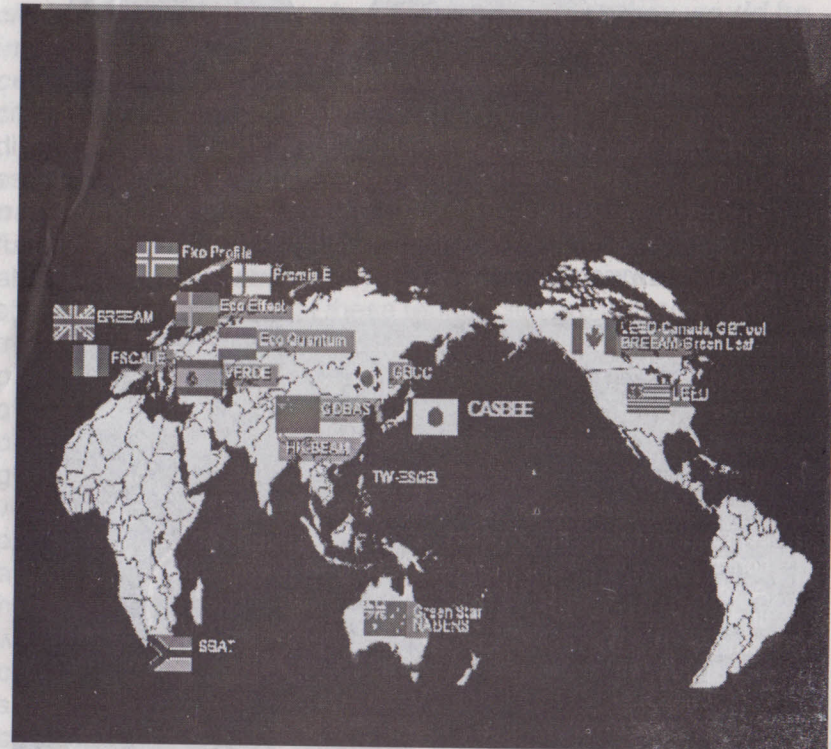 Eko Profile
Promis E
BREEAM
Eco Effect
LEED-Canada, GBTool
BREEAM-Green Leaf
Eco Quantum
ESCALE
VERDE
GBCC
LEED
GOBAS
CASBEE
HK-BEAM
TW-ESGB
Green Star
NABERS
SBAT